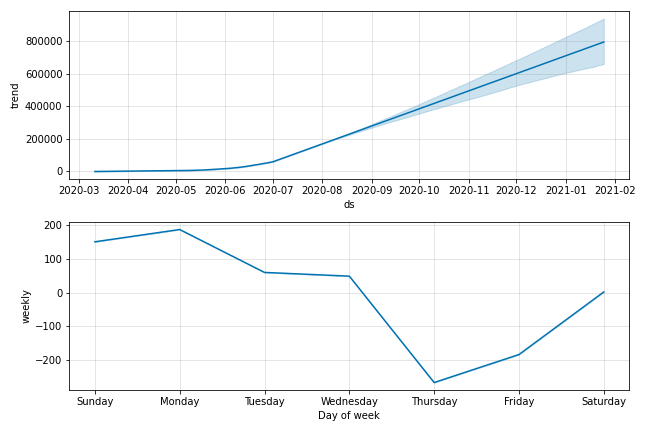 800000
600000
400000
200000
0
trend
2020-03 2020-04 2020-05 2020-06 2020-07 2020-08 2020-09 2020-10 2020-11 2020-12 2021-01 2021-02
ds
200
100
0
−100
−200
weekly
Sunday Monday Tuesday Wednesday Thursday Friday Saturday
Day of week